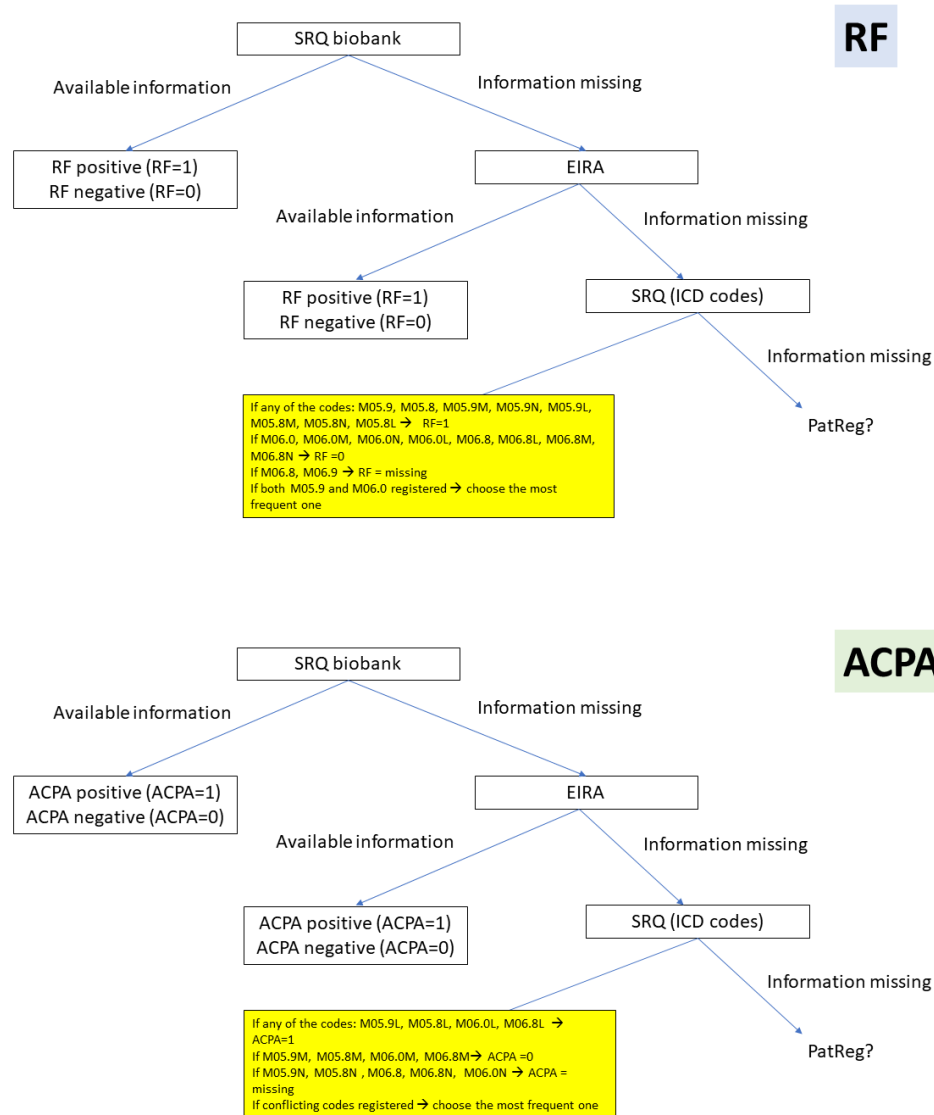 RF
SRQ biobank
Available information
Information missing
RF positive (RF=1)
RF negative (RF=0)
EIRA
Available information
Information missing
RF positive (RF=1)
RF negative (RF=0)
SRQ (ICD codes)
Information missing
If any of the codes: M05.9, M05.8, M05.9M, M05.9N, M05.9L,
M05.8M, M05.8N, M05.8L → RF=1
If M06.0, M06.0M, M06.0N, M06.0L, M06.8, M06.8L, M06.8M,
M06.8N → RF =0
If M06.8, M06.9 → RF = missing
If both M05.9 and M06.0 registered → choose the most
frequent one
PatReg?
ACPA
SRQ biobank
Available information
Information missing
ACPA positive (ACPA=1)
ACPA negative (ACPA=0)
EIRA
Available information
Information missing
ACPA positive (ACPA=1)
ACPA negative (ACPA=0)
SRQ (ICD codes)
Information missing
If any of the codes: M05.9L, M05.8L, M06.0L, M06.8L →
ACPA=1
If M05.9M, M05.8M, M06.0M, M06.8M→ ACPA =0
If M05.9N, M05.8N , M06.8, M06.8N, M06.0N → ACPA =
missing
If conflicting codes registered → choose the most frequent one
PatReg?